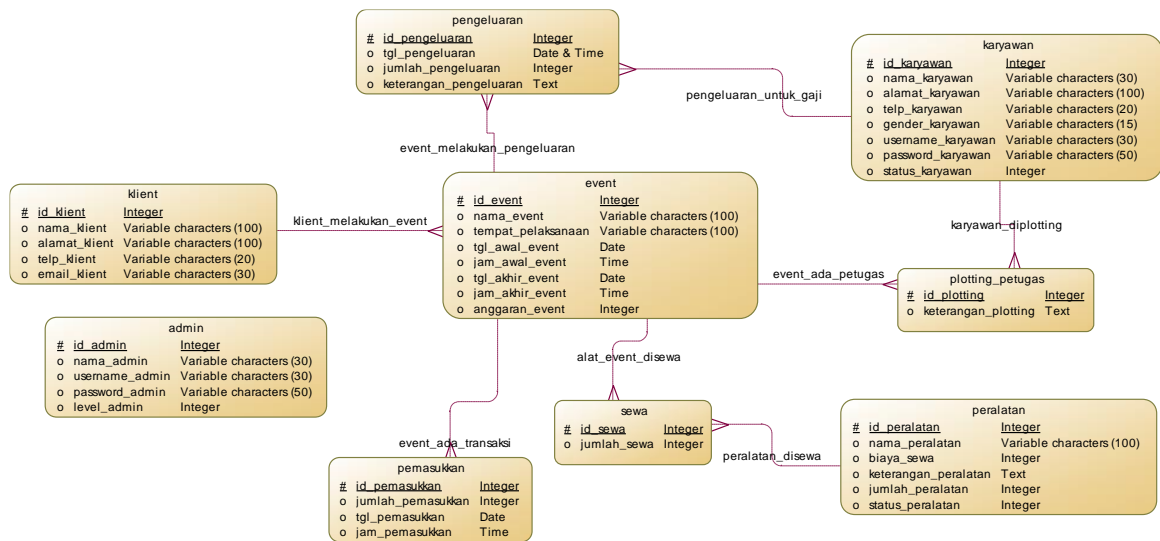 pengeluaran
# id_pengeluaran Integer
o tgl_pengeluaran Date & Time
o jumlah_pengeluaran Integer
o keterangan_pengeluaran Text
karyawan
# id_karyawan Integer
o nama_karyawan Variable characters (30)
o alamat_karyawan Variable characters (100)
o telp_karyawan Variable characters (20)
o gender_karyawan Variable characters (15)
o username_karyawan Variable characters (30)
o password_karyawan Variable characters (50)
o status_karyawan Integer
pengeluaran_untuk_gaji
event_melakukan_pengeluaran
klient
# id_klient Integer
o nama_klient Variable characters (100)
o alamat_klient Variable characters (100)
o telp_klient Variable characters (20)
o email_klient Variable characters (30)
klient_melakukan_event
event
# id_event Integer
o nama_event Variable characters (100)
o tempat_pelaksanaan Variable characters (100)
o tgl_awal_event Date
o jam_awal_event Time
o tgl_akhir_event Date
o jam_akhir_event Time
o anggaran_event Integer
karyawan_diplotting
event_ada_petugas
plotting_petugas
# id_plotting Integer
o keterangan_plotting Text
admin
# id_admin Integer
o nama_admin Variable characters (30)
o username_admin Variable characters (30)
o password_admin Variable characters (50)
o level_admin Integer
alat_event_disewa
sewa
# id_sewa Integer
o jumlah_sewa Integer
peralatan_disewa
peralatan
# id_peralatan Integer
o nama_peralatan Variable characters (100)
o biaya_sewa Integer
o keterangan_peralatan Text
o jumlah_peralatan Integer
o status_peralatan Integer
event_ada_transaksi
pemasukkan
# id_pemasukkan Integer
o jumlah_pemasukkan Integer
o tgl_pemasukkan Date
o jam_pemasukkan Time